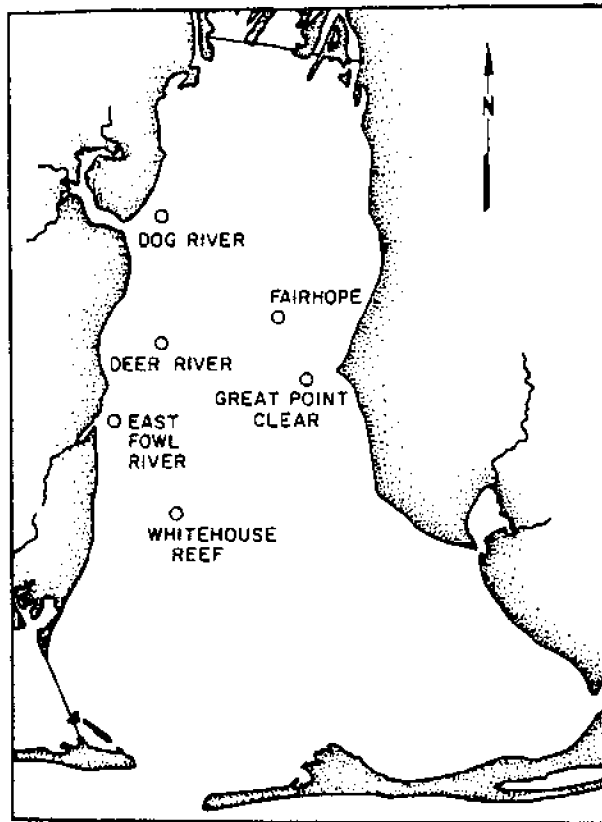 N
DOG RIVER
FAIRHOPE
DEER RIVER
GREAT POINT
CLEAR
EAST
FOWL
RIVER
WHITEHOUSE
REEF